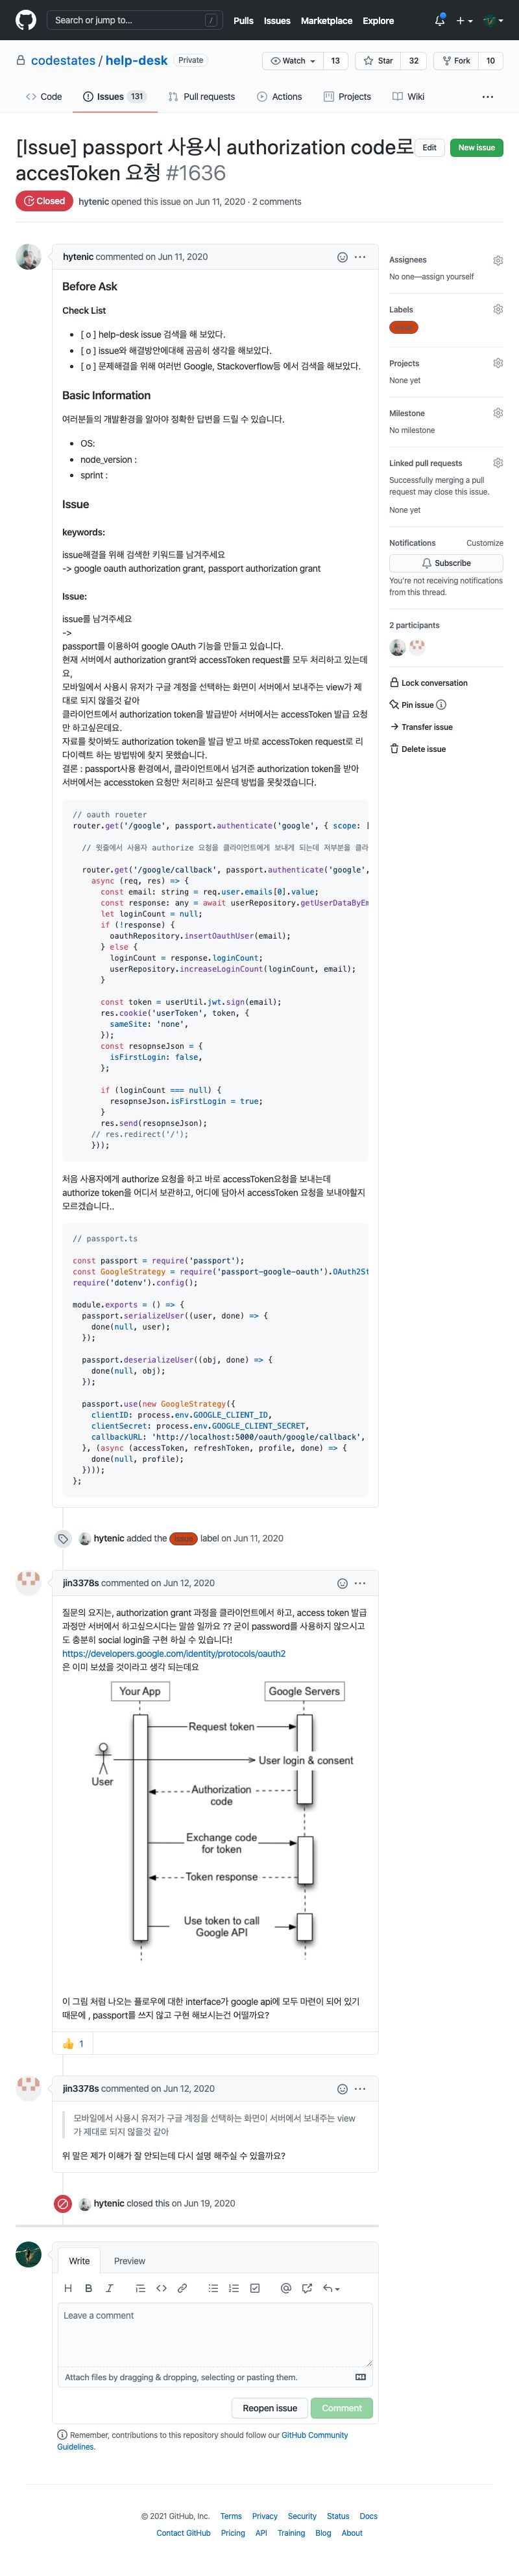 Search or jump to...
/
Pulls Issues Marketplace Explore
codestates / help-desk Private
Watch 13 Star 32 Fork 10
Code Issues 131 Pull requests Actions Projects Wiki
[Issue] passport 사용시 authorization code로
accesToken 요청 #1636
Edit New issue
Closed hytenic opened this issue on Jun 11, 2020 · 2 comments
hytenic commented on Jun 11, 2020
Before Ask
Check List
[ o ] help-desk issue 검색을 해 보았다.
[ o ] issue와 해결방안에대해 곰곰히 생각을 해보았다.
[ o ] 문제해결을 위해 여러번 Google, Stackoverflow등 에서 검색을 해보았다.
Basic Information
여러분들의 개발환경을 알아야 정확한 답변을 드릴 수 있습니다.
OS:
node_version :
sprint :
Issue
keywords:
issue해결을 위해 검색한 키워드를 남겨주세요
-> google oauth authorization grant, passport authorization grant
Issue:
issue를 남겨주세요
->
passport를 이용하여 google OAuth 기능을 만들고 있습니다.
현재 서버에서 authorization grant와 accessToken request를 모두 처리하고 있는데
요,
모바일에서 사용시 유저가 구글 계정을 선택하는 화면이 서버에서 보내주는 view가 제
대로 되지 않을것 같아
클라이언트에서 authorization token을 발급받아 서버에서는 accessToken 발급 요청
만 하고싶은데요.
자료를 찾아봐도 authorization token을 발급 받고 바로 accessToken request로 리
다이렉트 하는 방법밖에 찾지 못했습니다.
결론 : passport사용 환경에서, 클라이언트에서 넘겨준 authorization token을 받아
서버에서는 accesstoken 요청만 처리하고 싶은데 방법을 못찾겠습니다.
// oauth roueter
router.get('/google', passport.authenticate('google', { scope: [
// 윗줄에서 사용자 authorize 요청을 클라이언트에게 보내게 되는데 저부분을 클라
router.get('/google/callback', passport.authenticate('google',
async (req, res) => {
const email: string = req.user.emails[0].value;
const response: any = await userRepository.getUserDataByEm
let loginCount = null;
if (!response) {
oauthRepository.insertOauthUser(email);
} else {
loginCount = response.loginCount;
userRepository.increaseLoginCount(loginCount, email);
}
const token = userUtil.jwt.sign(email);
res.cookie('userToken', token, {
sameSite: 'none',
});
const resopnseJson = {
isFirstLogin: false,
};
if (loginCount === null) {
resopnseJson.isFirstLogin = true;
}
res.send(resopnseJson);
// res.redirect('/');
}));
처음 사용자에게 authorize 요청을 하고 바로 accessToken요청을 보내는데
authorize token을 어디서 보관하고, 어디에 담아서 accessToken 요청을 보내야할지
모르겠습니다..
// passport.ts
const passport = require('passport');
const GoogleStrategy = require('passport-google-oauth').OAuth2St
require('dotenv').config();
module.exports = () => {
passport.serializeUser((user, done) => {
done(null, user);
});
passport.deserializeUser((obj, done) => {
done(null, obj);
});
passport.use(new GoogleStrategy({
clientID: process.env.GOOGLE_CLIENT_ID,
clientSecret: process.env.GOOGLE_CLIENT_SECRET,
callbackURL: 'http://localhost:5000/oauth/google/callback',
}, (async (accessToken, refreshToken, profile, done) => {
done(null, profile);
})));
};
hytenic added the issue label on Jun 11, 2020
jin3378s commented on Jun 12, 2020
질문의 요지는, authorization grant 과정을 클라이언트에서 하고, access token 발급
과정만 서버에서 하고싶으시다는 말씀 일까요 ?? 굳이 password를 사용하지 않으시고
도 충분히 social login을 구현 하실 수 있습니다!
https://developers.google.com/identity/protocols/oauth2
은 이미 보셨을 것이라고 생각 되는데요
Your App Google Servers
Request token
User login & consent
User
Authorization
code
Exchange code
for token
Token response
Use token to call
Google API
이 그림 처럼 나오는 플로우에 대한 interface가 google api에 모두 마련이 되어 있기
때문에 , passport를 쓰지 않고 구현 해보시는건 어떨까요?
👍 1
jin3378s commented on Jun 12, 2020
모바일에서 사용시 유저가 구글 계정을 선택하는 화면이 서버에서 보내주는 view
가 제대로 되지 않을것 같아
위 말은 제가 이해가 잘 안되는데 다시 설명 해주실 수 있을까요?
hytenic closed this on Jun 19, 2020
Write Preview
Leave a comment
Attach files by dragging & dropping, selecting or pasting them.
Reopen issue Comment
Remember, contributions to this repository should follow our GitHub Community
Guidelines.
Assignees
No one—assign yourself
Labels
issue
Projects
None yet
Milestone
No milestone
Linked pull requests
Successfully merging a pull
request may close this issue.
None yet
Notifications Customize
Subscribe
You're not receiving notifications
from this thread.
2 participants
Lock conversation
Pin issue
Transfer issue
Delete issue
© 2021 GitHub, Inc. Terms Privacy Security Status Docs
Contact GitHub Pricing API Training Blog About